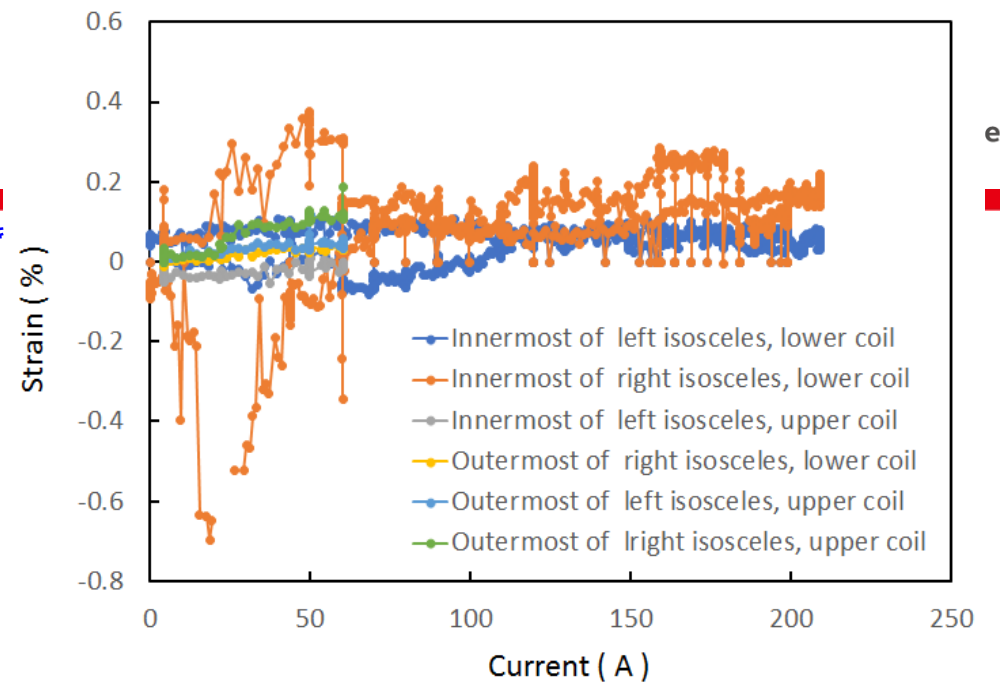 0.6
0.4
0.2
0
-0.2
-0.4
-0.6
-0.8
Strain ( % )
0 50 100 150 200 250
Current ( A )
Innermost of left isosceles, lower coil
Innermost of right isosceles, lower coil
Innermost of left isosceles, upper coil
Outermost of right isosceles, lower coil
Outermost of left isosceles, upper coil
Outermost of lright isosceles, upper coil
e